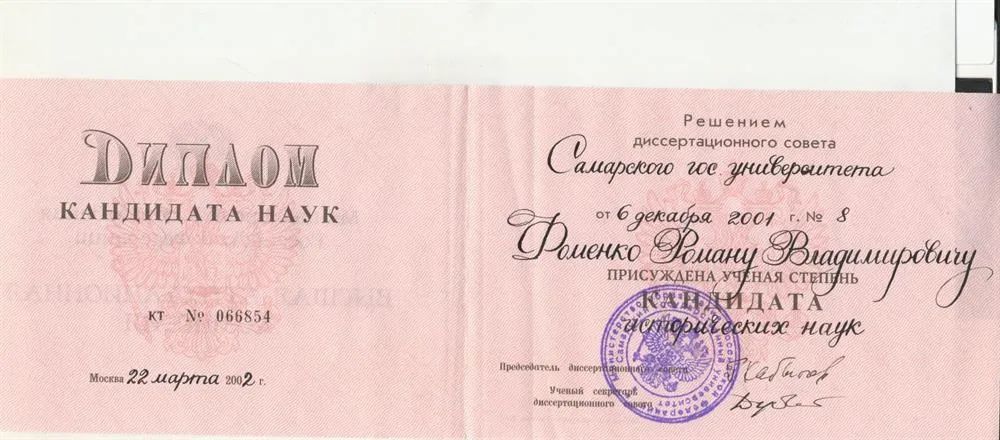 Диплом
КАНДИДАТА НАУК
КТ № 066854
Москва 22 марта 2002 г.
Решением
диссертационного совета
Самарского гос. университета
от 6 декабря 2001 г. № 8
Фоменко Роману Владимировичу
ПРИСУЖДЕНА УЧЕНАЯ СТЕПЕНЬ
КАНДИДАТА
исторических наук
Председатель диссертационного совета
Ученый секретарь
диссертационного совета